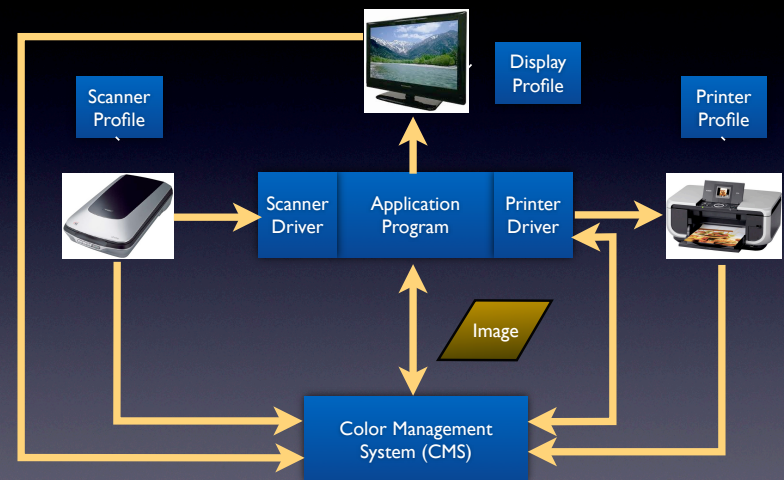 Display
Profile
Scanner
Profile
Printer
Profile
Scanner
Driver
Application
Program
Printer
Driver
Image
Color Management
System (CMS)